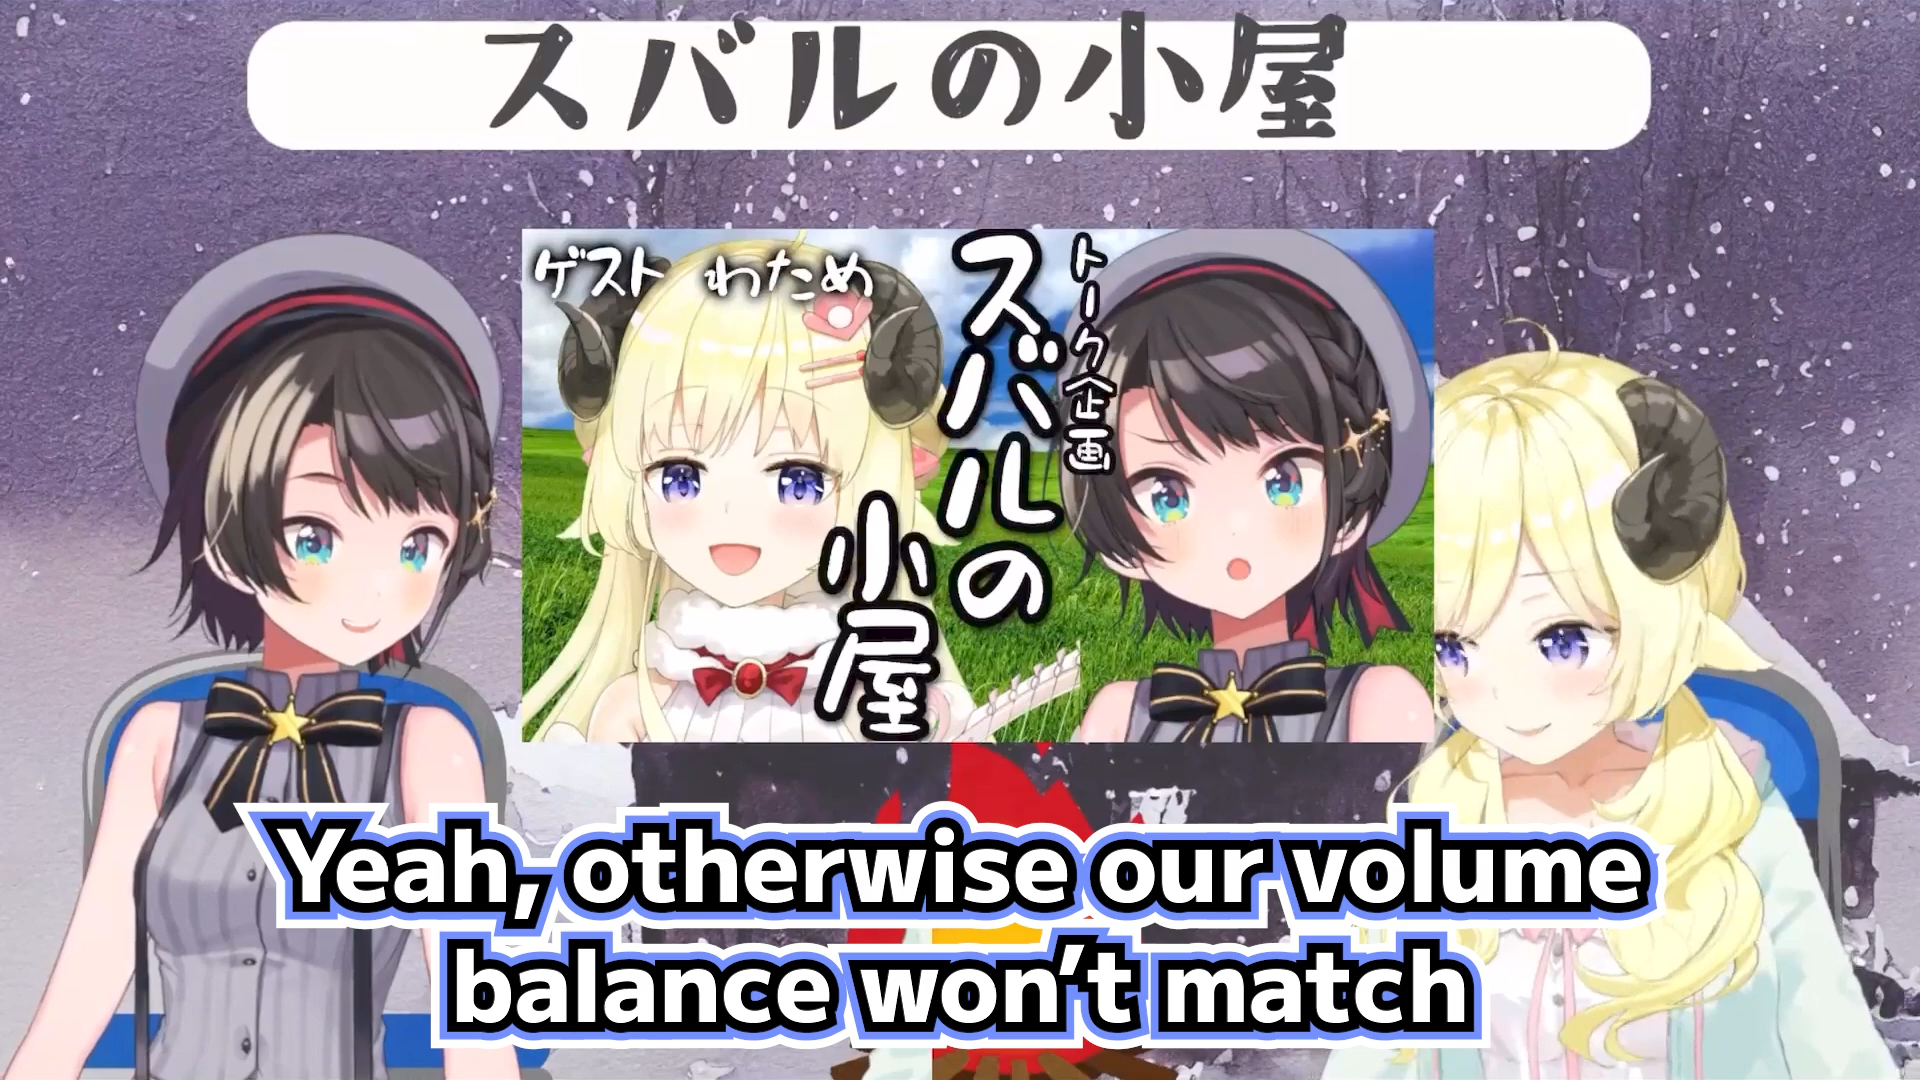 スバルの小屋
ゲスト わため
トーク企画
スバルの
小屋
Yeah, otherwise our volume
balance won't match